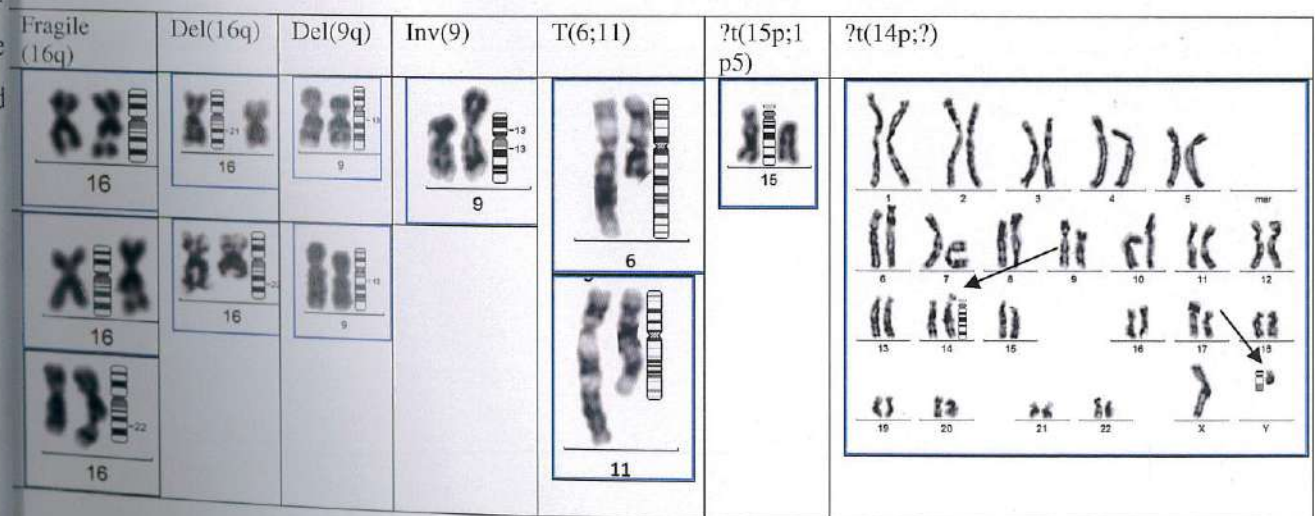 Fragile
(16q)
Del(16q)
Del(9q)
Inv(9)
T(6;11)
?t(15p;1
p5)
?t(14p;?)
e
d
16
-21
16
9
-13
-13
9
6
15
1 2 3 4 5 mar
6 7 8 9 10 11 12
13 14 15 16 17 18
19 20 21 22 X Y
16
16
9
11
-22
16